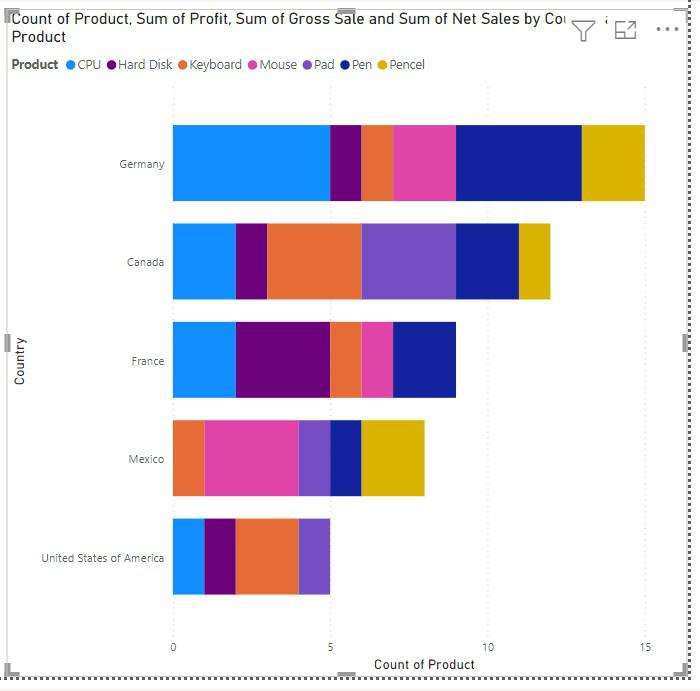 Count of Product, Sum of Profit, Sum of Gross Sale and Sum of Net Sales by
Product
Product CPU Hard Disk Keyboard Mouse Pad Pen Pencel
Germany
Canada
France
Mexico
United States of America
Country
0 5 10 15
Count of Product